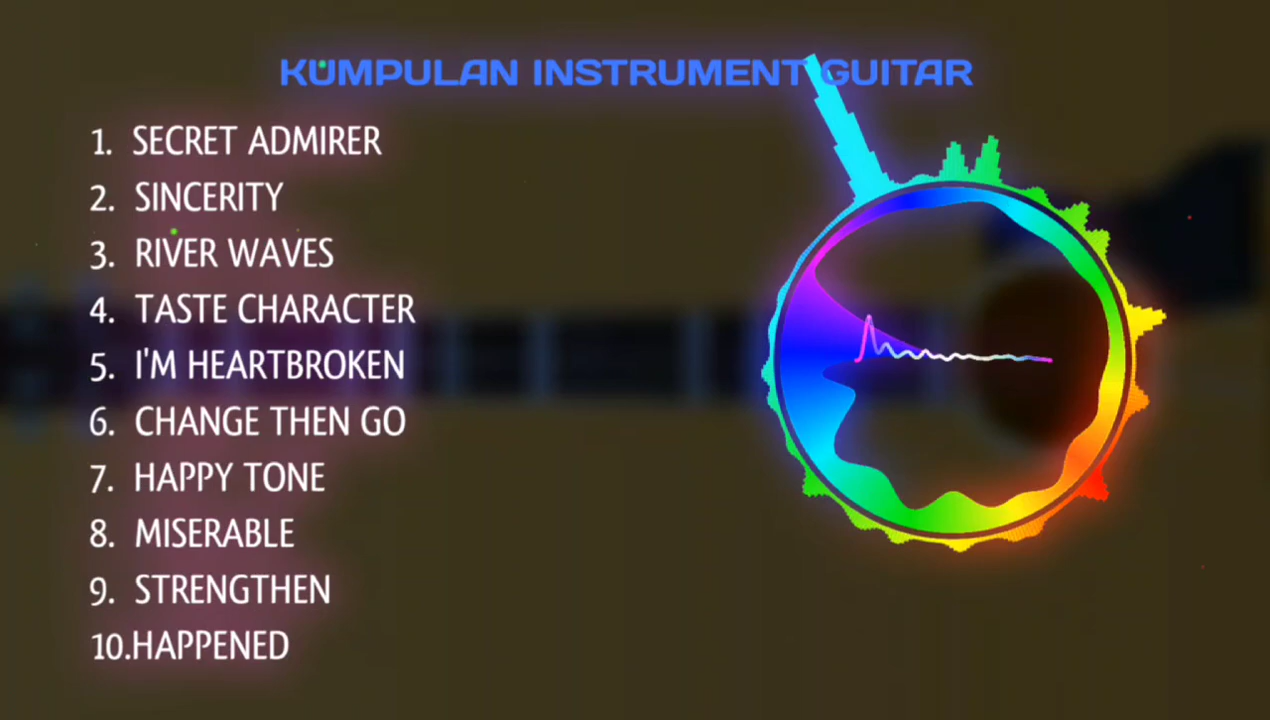 KUMPULAN INSTRUMENT GUITAR
1. SECRET ADMIRER
2. SINCERITY
3. RIVER WAVES
4. TASTE CHARACTER
5. I'M HEARTBROKEN
6. CHANGE THEN GO
7. HAPPY TONE
8. MISERABLE
9. STRENGTHEN
10.HAPPENED